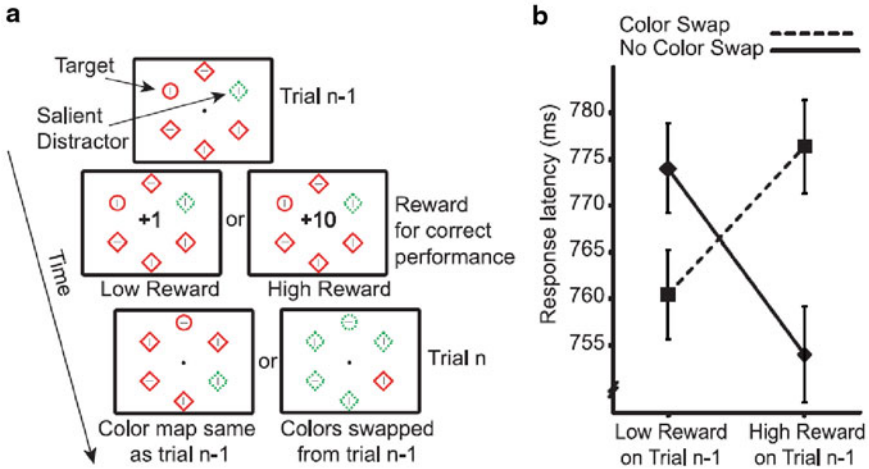 a
Target
Salient
Distractor
Trial n-1
+1
or
+10
Reward
for correct
performance
Low Reward
High Reward
Time
or
Trial n
Color map same
as trial n-1
Colors swapped
from trial n-1
b
Color Swap
No Color Swap
Response latency (ms)
780
775
770
765
760
755
Low Reward
on Trial n-1
High Reward
on Trial n-1